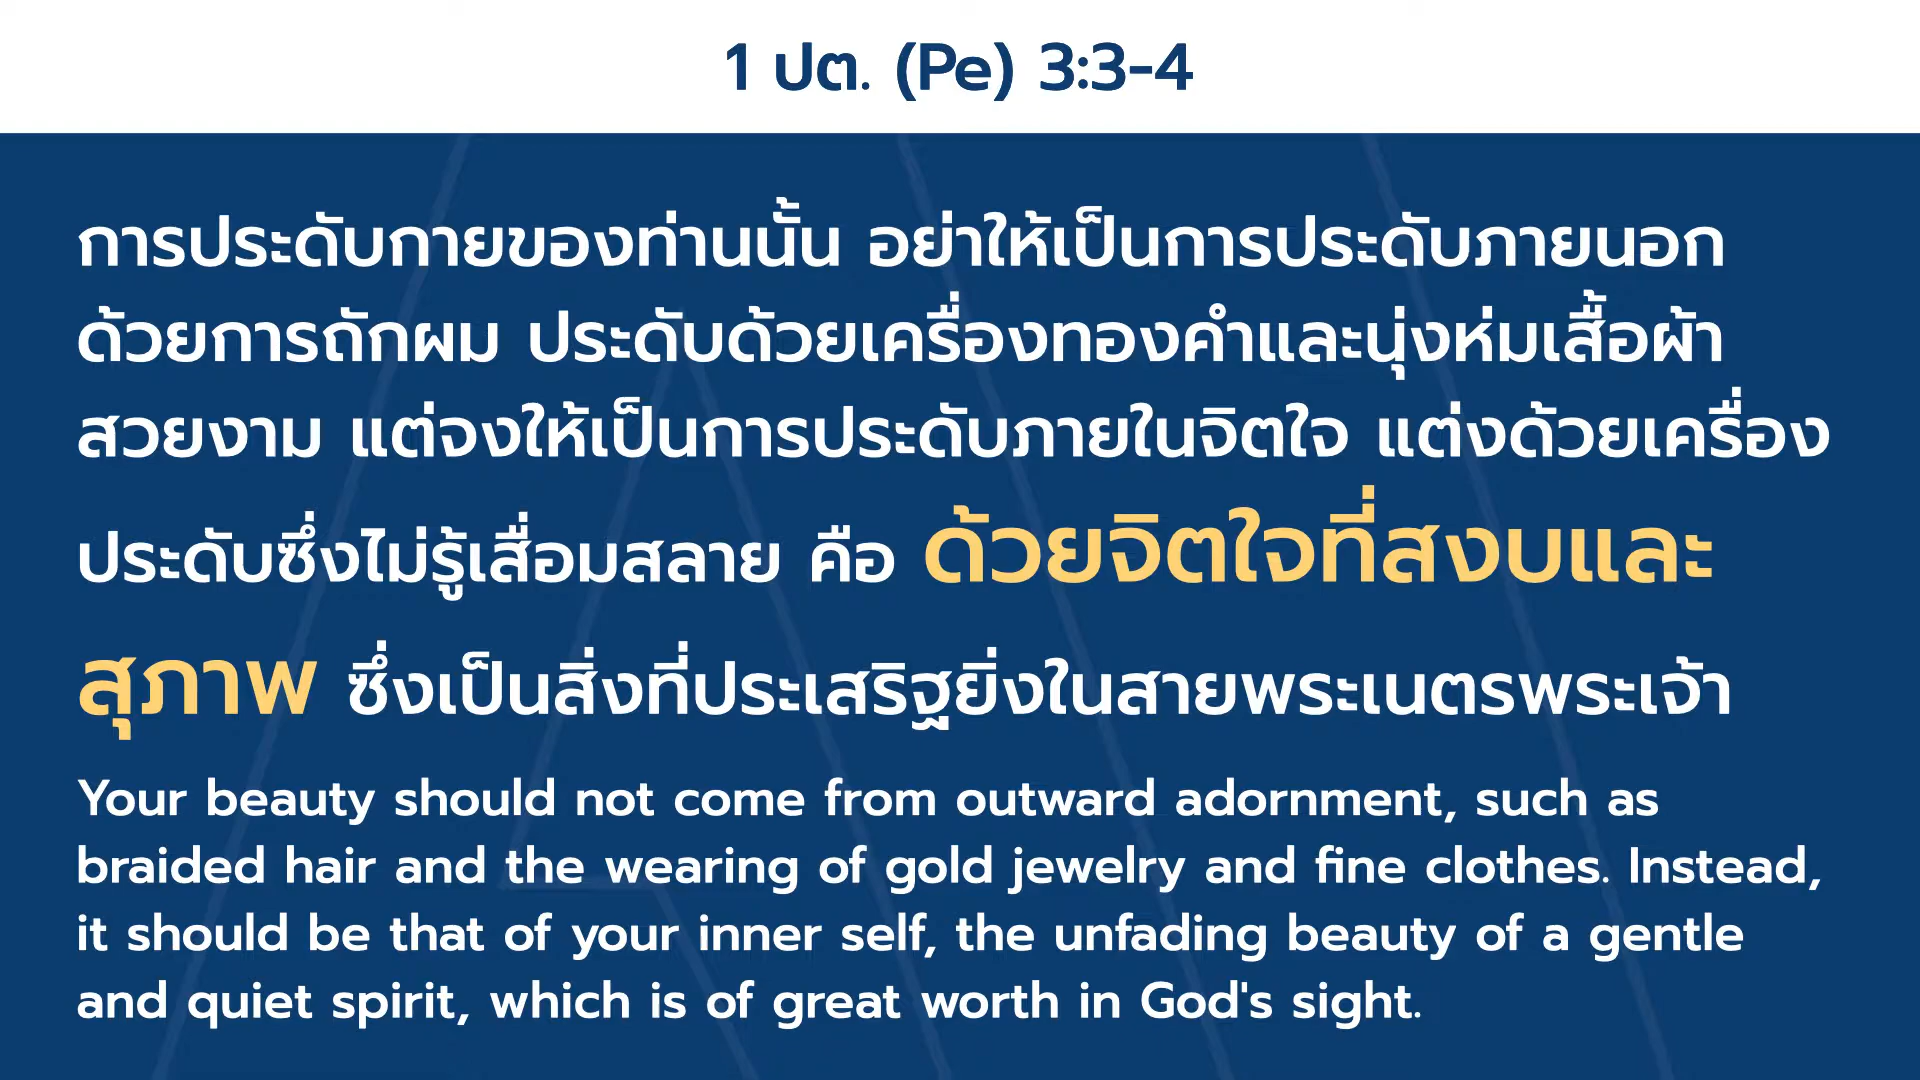 1 ปต. (Pe) 3:3-4
การประดับกายของท่านนั้น อย่าให้เป็นการประดับภายนอก
ด้วยการถักผม ประดับด้วยเครื่องทองคำและนุ่งห่มเสื้อผ้า
สวยงาม แต่จงให้เป็นการประดับภายในจิตใจ แต่งด้วยเครื่อง
ประดับซึ่งไม่รู้เสื่อมสลาย คือ ด้วยจิตใจที่สงบและ
สุภาพ ซึ่งเป็นสิ่งที่ประเสริฐยิ่งในสายพระเนตรพระเจ้า
Your beauty should not come from outward adornment, such as
braided hair and the wearing of gold jewelry and fine clothes. Instead,
it should be that of your inner self, the unfading beauty of a gentle
and quiet spirit, which is of great worth in God's sight.